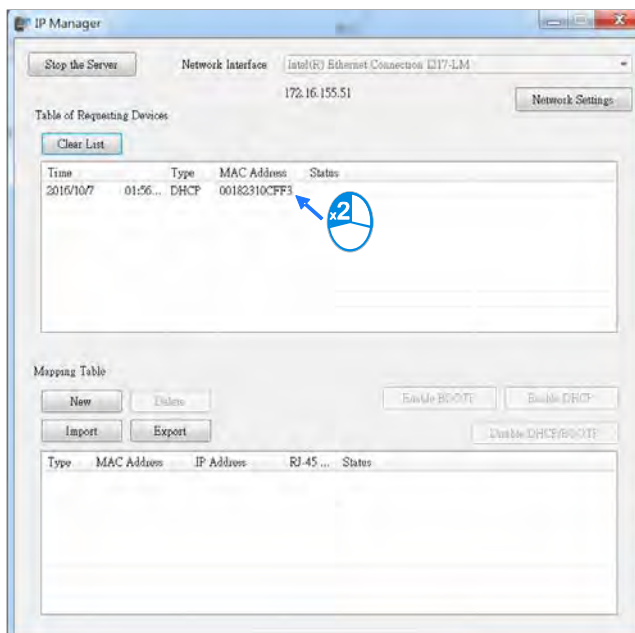 IP Manager
Stop the Server Network Interface Intel(R) Ethernet Connection I217-LM
172.16.155.51
Network Settings
Table of Requesting Devices
Clear List
Time Type MAC Address Status
2016/10/7 01:56... DHCP 00182310CFF3
x2
Mapping Table
New Delete Enable BOOTP Enable DHCP
Import Export Disable DHCP/BOOTP
Type MAC Address IP Address RJ-45 ... Status